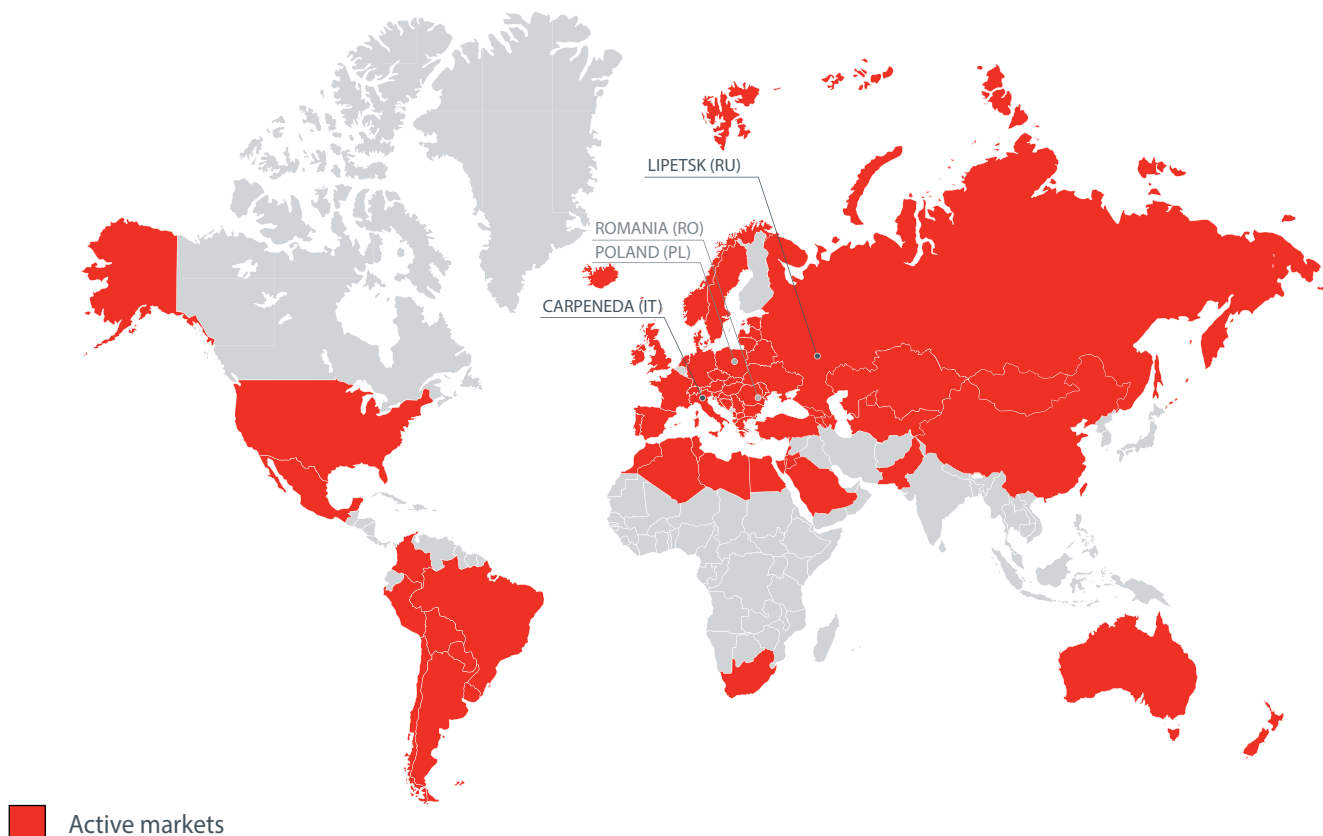 LIPETSK (RU)
ROMANIA (RO)
POLAND (PL)
CARPENEDA (IT)
Active markets